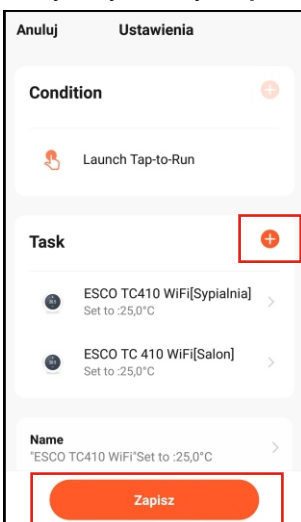 Anuluj Ustawienia
Condition
Launch Tap-to-Run
Task
ESCO TC410 WiFi[Sypialnia]
Set to :25,0°C
ESCO TC 410 WiFi[Salon]
Set to :25,0°C
Name
"ESCO TC410 WiFi"Set to :25,0°C
Zapisz